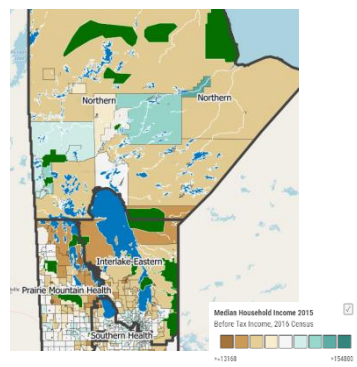 Northern
Northern
Interlake-Eastern
Prairie Mountain Health
Southern Health
Median Household Income 2015
Before Tax Income, 2016 Census
>=13168
>154800